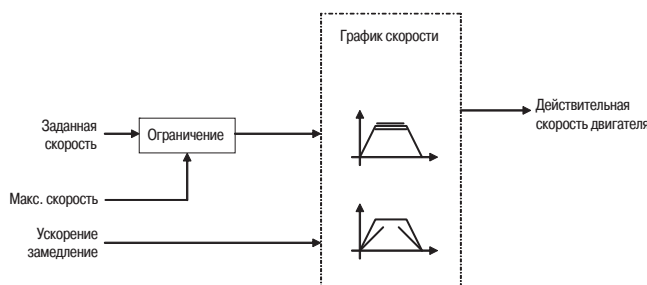 График скорости
Заданная
скорость
Ограничение
Действительная
скорость двигателя
Макс. скорость
Ускорение
замедление